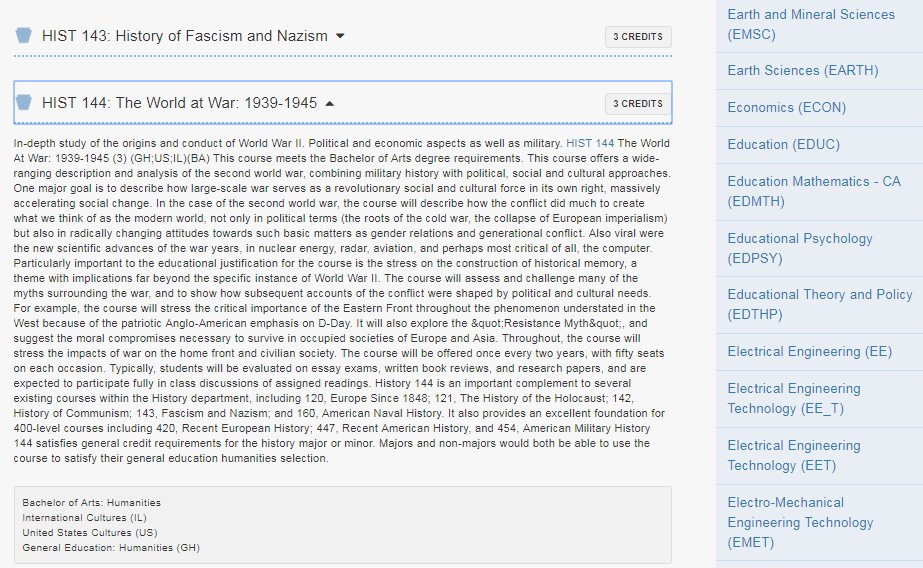 HIST 143: History of Fascism and Nazism
3 CREDITS
HIST 144: The World at War: 1939-1945
3 CREDITS
In-depth study of the origins and conduct of World War II. Political and economic aspects as well as military. HIST 144 The World
At War: 1939-1945 (3) (GH;US;IL)(BA) This course meets the Bachelor of Arts degree requirements. This course offers a wide-
ranging description and analysis of the second world war, combining military history with political, social and cultural approaches.
One major goal is to describe how large-scale war serves as a revolutionary social and cultural force in its own right, massively
accelerating social change. In the case of the second world war, the course will describe how the conflict did much to create
what we think of as the modern world, not only in political terms (the roots of the cold war, the collapse of European imperialism)
but also in radically changing attitudes towards such basic matters as gender relations and generational conflict. Also viral were
the new scientific advances of the war years, in nuclear energy, radar, aviation, and perhaps most critical of all, the computer.
Particularly important to the educational justification for the course is the stress on the construction of historical memory, a
theme with implications far beyond the specific instance of World War II. The course will assess and challenge many of the
myths surrounding the war, and to show how subsequent accounts of the conflict were shaped by political and cultural needs.
For example, the course will stress the critical importance of the Eastern Front throughout the phenomenon understated in the
West because of the patriotic Anglo-American emphasis on D-Day. It will also explore the &quot;Resistance Myth&quot;, and
suggest the moral compromises necessary to survive in occupied societies of Europe and Asia. Throughout, the course will
stress the impacts of war on the home front and civilian society. The course will be offered once every two years, with fifty seats
on each occasion. Typically, students will be evaluated on essay exams, written book reviews, and research papers, and are
expected to participate fully in class discussions of assigned readings. History 144 is an important complement to several
existing courses within the History department, including 120, Europe Since 1848; 121, The History of the Holocaust; 142,
History of Communism; 143, Fascism and Nazism; and 160, American Naval History. It also provides an excellent foundation for
400-level courses including 420, Recent European History; 447, Recent American History, and 454, American Military History
144 satisfies general credit requirements for the history major or minor. Majors and non-majors would both be able to use the
course to satisfy their general education humanities selection.
Bachelor of Arts: Humanities
International Cultures (IL)
United States Cultures (US)
General Education: Humanities (GH)
Earth and Mineral Sciences
(EMSC)
Earth Sciences (EARTH)
Economics (ECON)
Education (EDUC)
Education Mathematics - CA
(EDMTH)
Educational Psychology
(EDPSY)
Educational Theory and Policy
(EDTHP)
Electrical Engineering (EE)
Electrical Engineering
Technology (EE_T)
Electrical Engineering
Technology (EET)
Electro-Mechanical
Engineering Technology
(EMET)